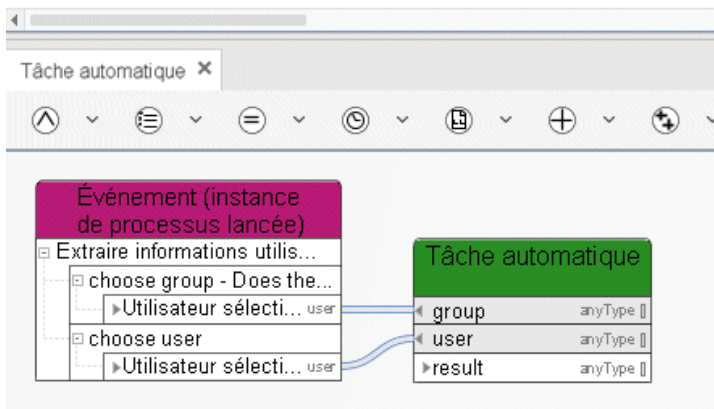 Tâche automatique
Événement (instance
de processus lancée)
Extraire informations utilis...
choose group - Does the...
Utilisateur sélecti... user
choose user
Utilisateur sélecti... user
Tâche automatique
group anyType []
user anyType []
result anyType []